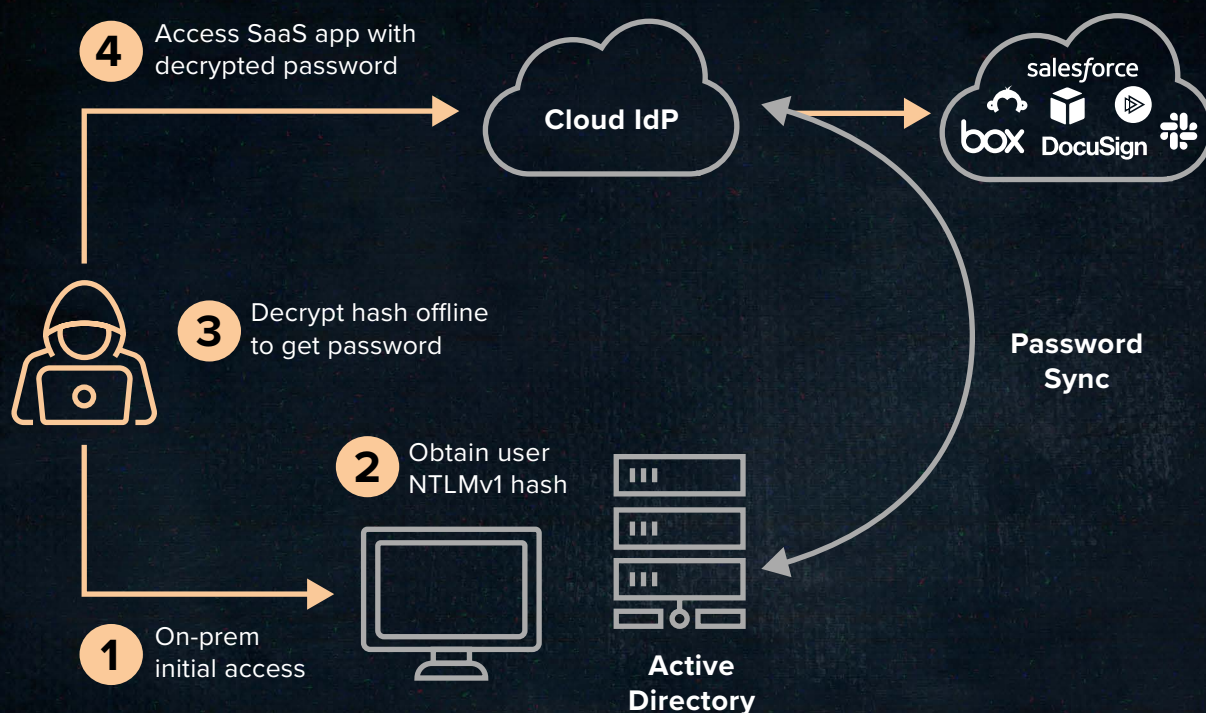 4
Access SaaS app with
decrypted password
Cloud IdP
salesforce
box
DocuSign
3
Decrypt hash offline
to get password
Password
Sync
2
Obtain user
NTLMv1 hash
1
On-prem
initial access
Active
Directory